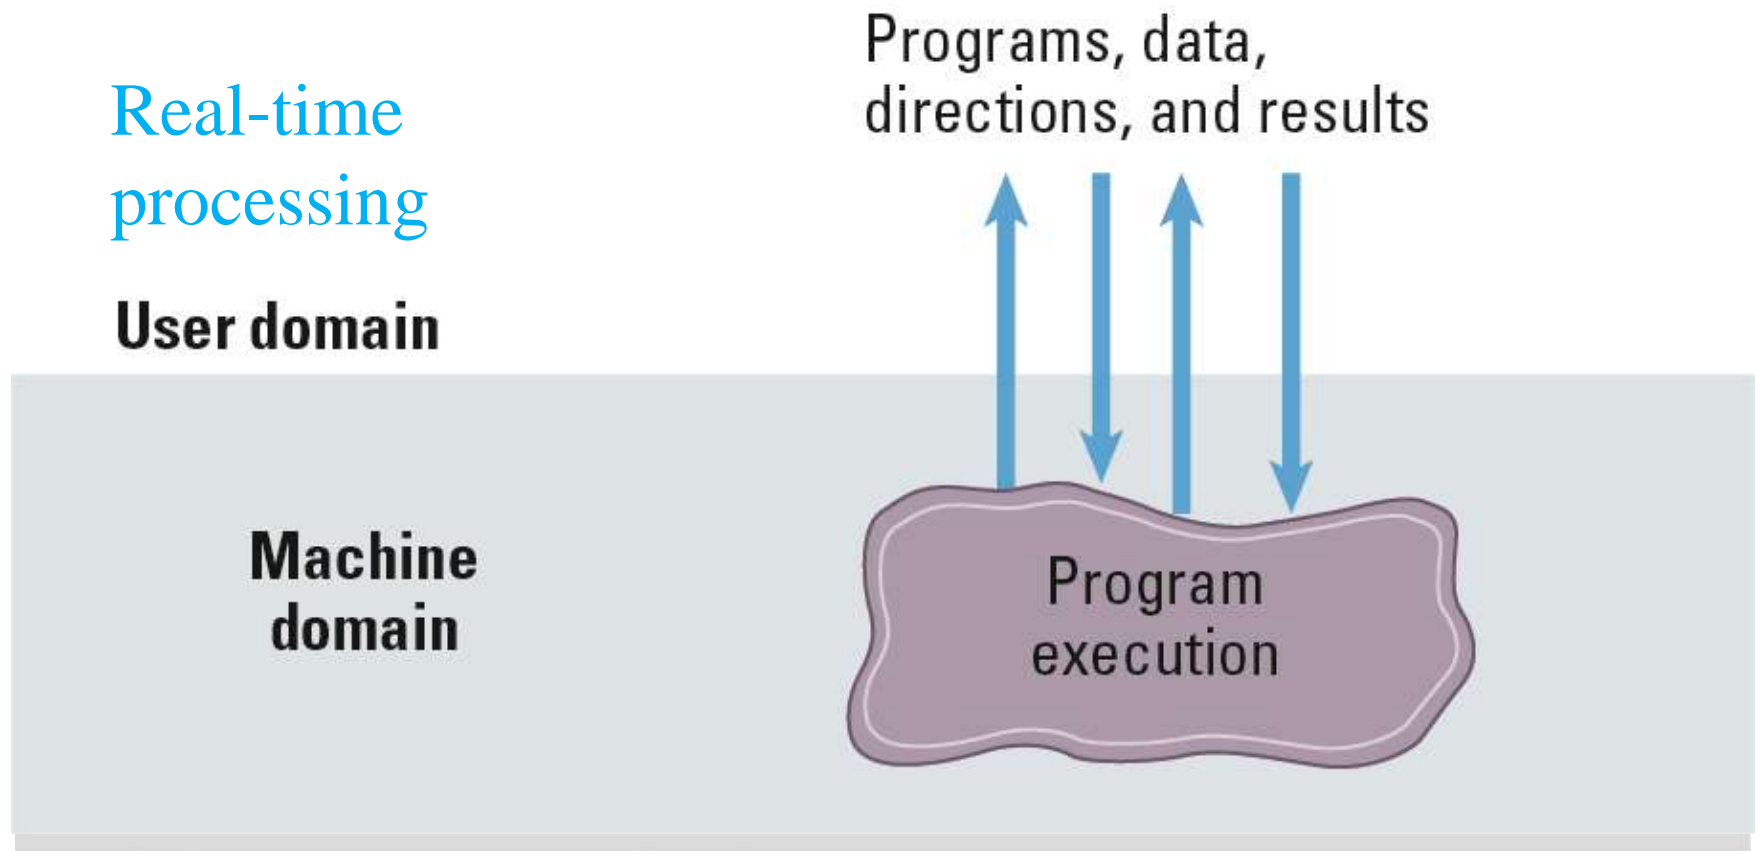 Real-time
processing
Programs, data,
directions, and results
User domain
Machine
domain
Program
execution